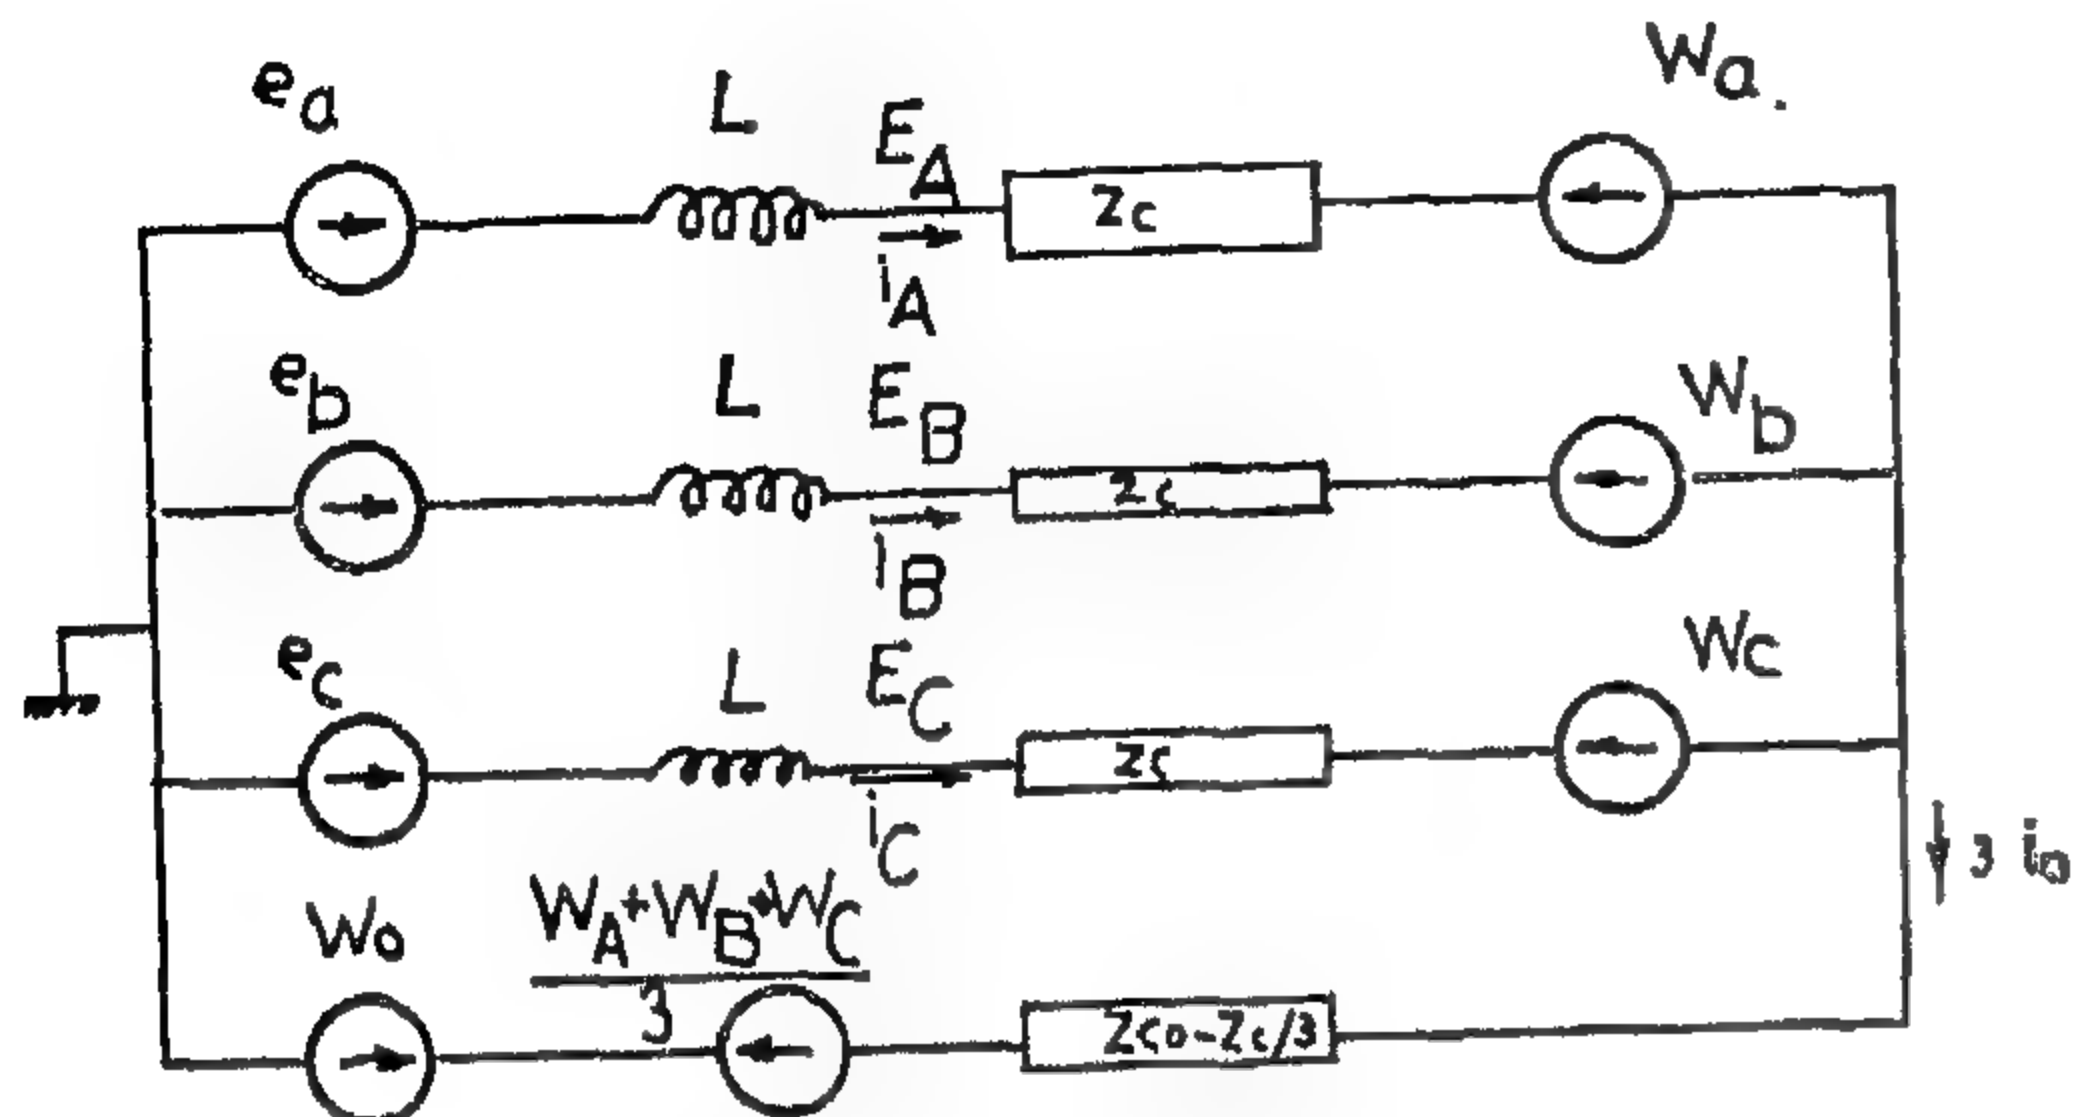 ea L EA Zc Wa.
iA
eb L EB Zc Wb
iB
ec L EC Zc Wc
iC
3 io
Wo WA+WB+WC
3
Zco-Zc/3